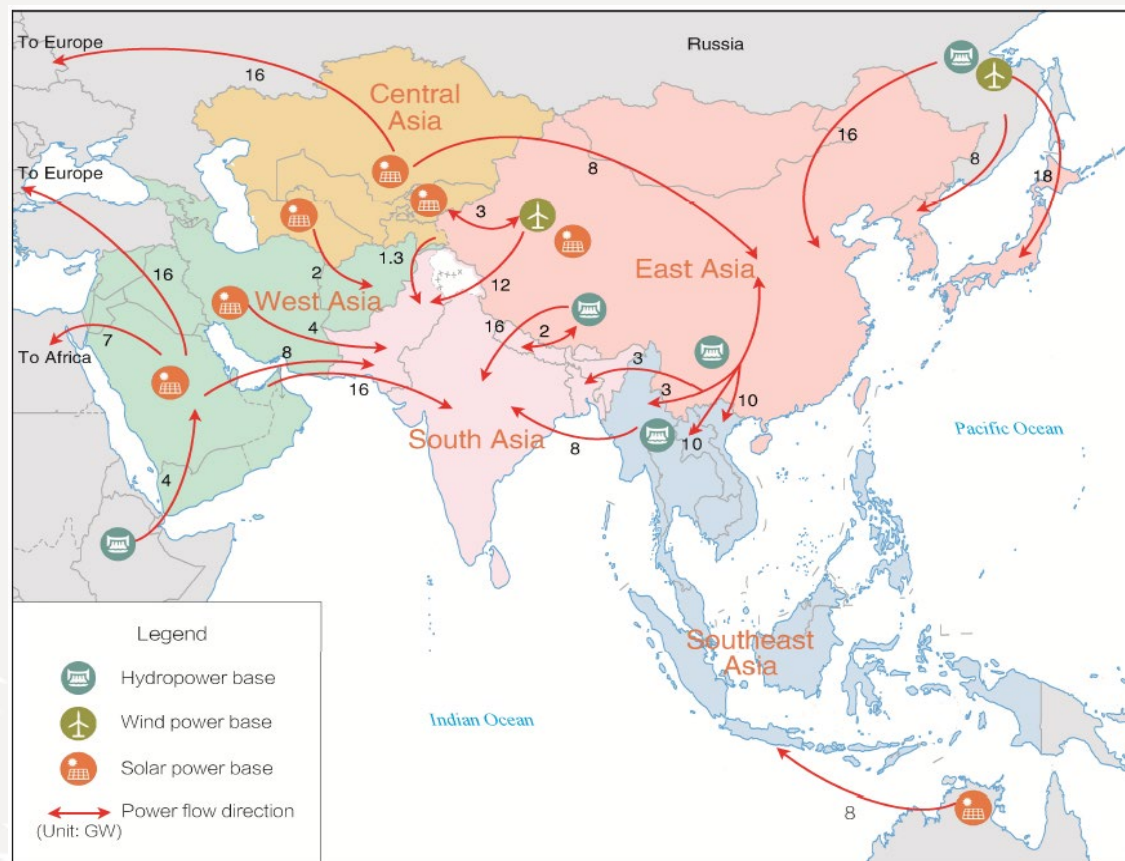 To Europe
Russia
16
Central
Asia
16
To Europe
8
8
18
3
1.3
2
16
12
East Asia
West Asia
7
4
16
2
To Africa
8
3
16
3
10
South Asia
10
8
Pacific Ocean
4
Legend
Hydropower base
Wind power base
Solar power base
Power flow direction
(Unit: GW)
Southeast
Asia
Indian Ocean
8